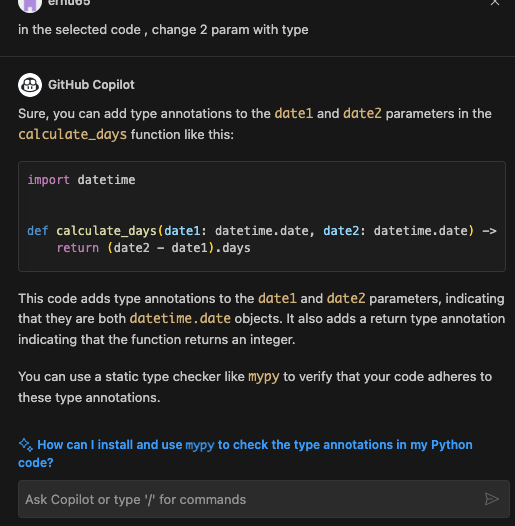 ernu65
in the selected code , change 2 param with type
GitHub Copilot
Sure, you can add type annotations to the date1 and date2 parameters in the
calculate_days function like this:
import datetime
def calculate_days(date1: datetime.date, date2: datetime.date) ->
return (date2 - date1).days
This code adds type annotations to the date1 and date2 parameters, indicating
that they are both datetime.date objects. It also adds a return type annotation
indicating that the function returns an integer.
You can use a static type checker like mypy to verify that your code adheres to
these type annotations.
How can I install and use mypy to check the type annotations in my Python
code?
Ask Copilot or type '/' for commands